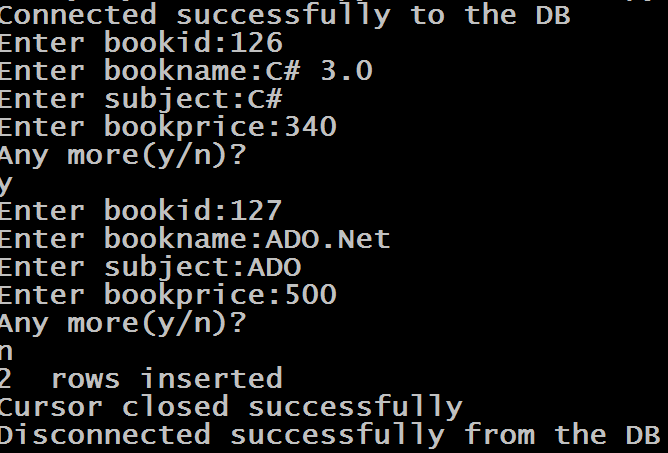 Connected successfully to the DB
Enter bookid:126
Enter bookname:C# 3.0
Enter subject:C#
Enter bookprice:340
Any more(y/n)?
y
Enter bookid:127
Enter bookname:ADO.Net
Enter subject:ADO
Enter bookprice:500
Any more(y/n)?
n
2  rows inserted
Cursor closed successfully
Disconnected successfully from the DB